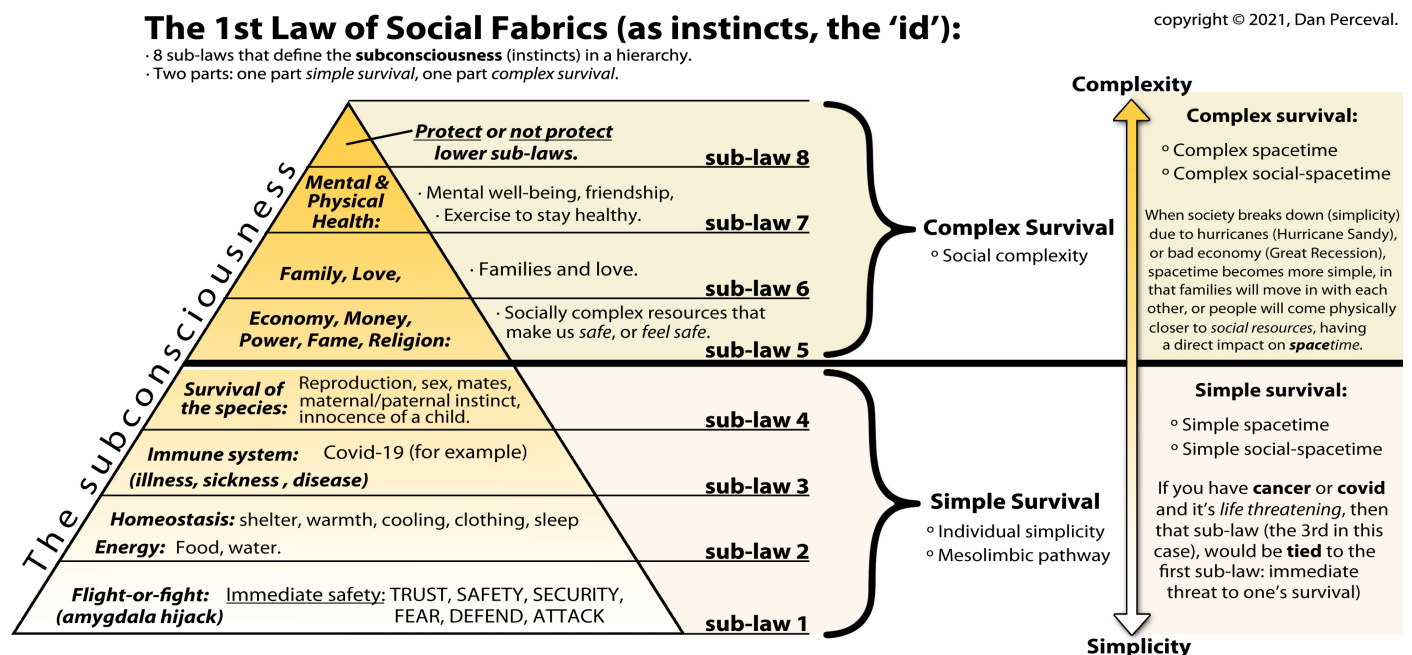 The 1st Law of Social Fabrics (as instincts, the ‘id’):
copyright © 2021, Dan Perceval.
· 8 sub-laws that define the subconsciousness (instincts) in a hierarchy.
· Two parts: one part simple survival, one part complex survival.
The subconsciousness
Protect or not protect
lower sub-laws.
sub-law 8
Mental &
Physical
Health:
· Mental well-being, friendship,
· Exercise to stay healthy.
sub-law 7
Family, Love,
· Families and love.
sub-law 6
Economy, Money,
Power, Fame, Religion:
· Socially complex resources that
make us safe, or feel safe.
sub-law 5
Survival of
the species:
Reproduction, sex, mates,
maternal/paternal instinct,
innocence of a child.
sub-law 4
Immune system: Covid-19 (for example)
(illness, sickness , disease)
sub-law 3
Homeostasis: shelter, warmth, cooling, clothing, sleep
Energy: Food, water.
sub-law 2
Flight-or-fight:
(amygdala hijack)
Immediate safety: TRUST, SAFETY, SECURITY,
FEAR, DEFEND, ATTACK
sub-law 1
Complex Survival
º Social complexity
Simple Survival
º Individual simplicity
º Mesolimbic pathway
Complexity
Complex survival:
º Complex spacetime
º Complex social-spacetime
When society breaks down (simplicity)
due to hurricanes (Hurricane Sandy),
or bad economy (Great Recession),
spacetime becomes more simple, in
that families will move in with each
other, or people will come physically
closer to social resources, having
a direct impact on spacetime.
Simple survival:
º Simple spacetime
º Simple social-spacetime
If you have cancer or covid
and it’s life threatening, then
that sub-law (the 3rd in this
case), would be tied to the
first sub-law: immediate
threat to one’s survival)
Simplicity